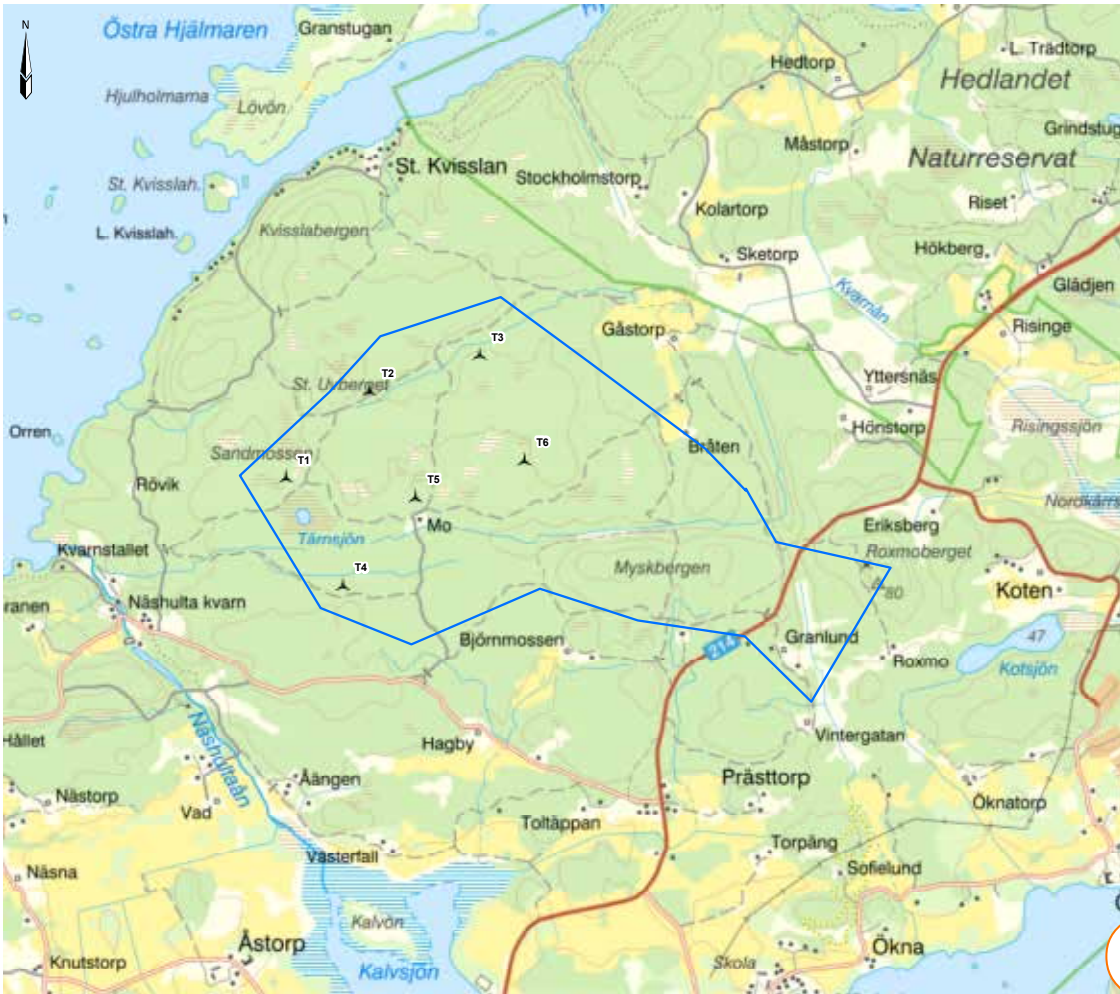 N
Östra Hjälmaren
Granstugan
L. Trädtorp
Hedtorp
Hedlandet
Hjulholmarna
Lövön
Grindstug
Måstorp
Naturreservat
St. Kvisslan
St. Kvisslah.
Stockholmstorp
Riset
Kolartorp
L. Kvisslah.
Kvisslabergen
Hökberg
Sketorp
Glädjen
Kvarnån
Gåstorp
Risinge
T3
T2
St. Uvberget
Yttersnäs
Orren
Hönstorp
Risingssjön
Bråten
T6
Sandmossen
T1
Rövik
T5
Nordkärrs
Mo
Eriksberg
Tärnsjön
Kvarnstallet
Roxmoberget
Myskbergen
T4
80
Koten
ranen
Näshulta kvarn
Björnmossen
214
Granlund
47
Roxmo
Kotsjön
Hållet
Näshultaån
Hagby
Vintergatan
Åängen
Prästtorp
Nästorp
Vad
Öknatorp
Toltäppan
Torpäng
Västerfall
Sofielund
Näsna
Kalvön
Åstorp
Ökna
Knutstorp
Kalvsjön
Skola